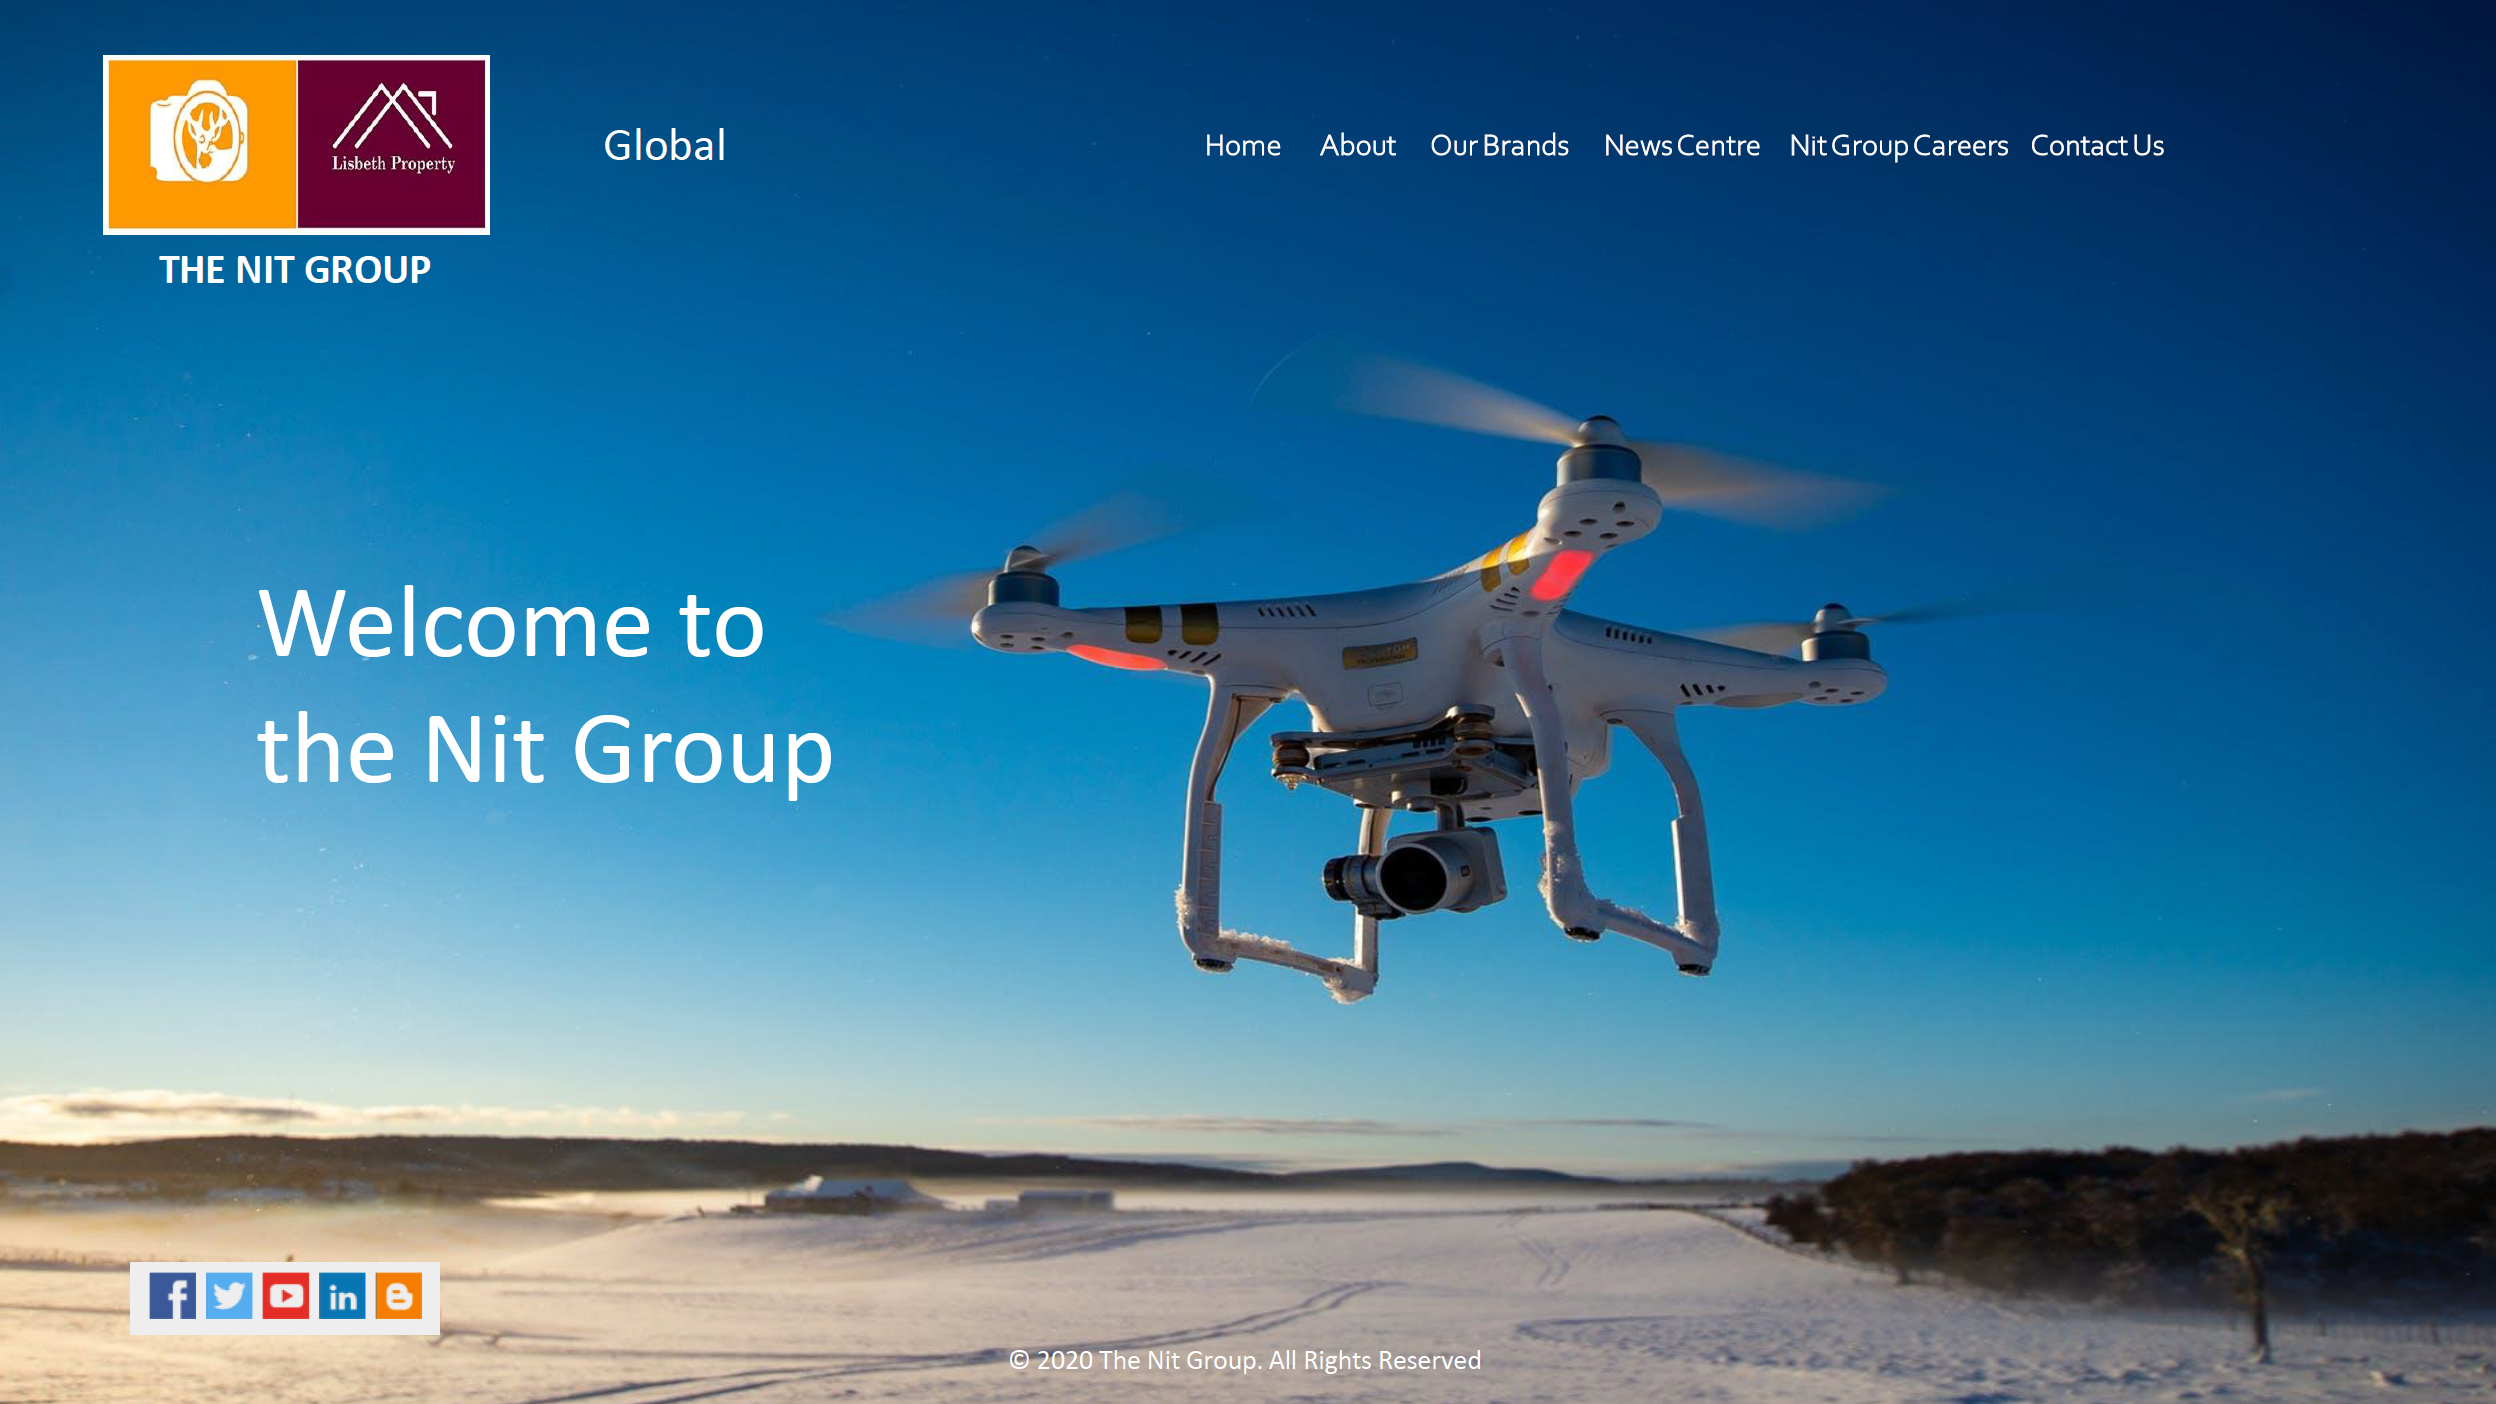 Lisbeth Property
THE NIT GROUP
Global
Home About Our Brands News Centre Nit Group Careers Contact Us
Welcome to
the Nit Group
© 2020 The Nit Group. All Rights Reserved